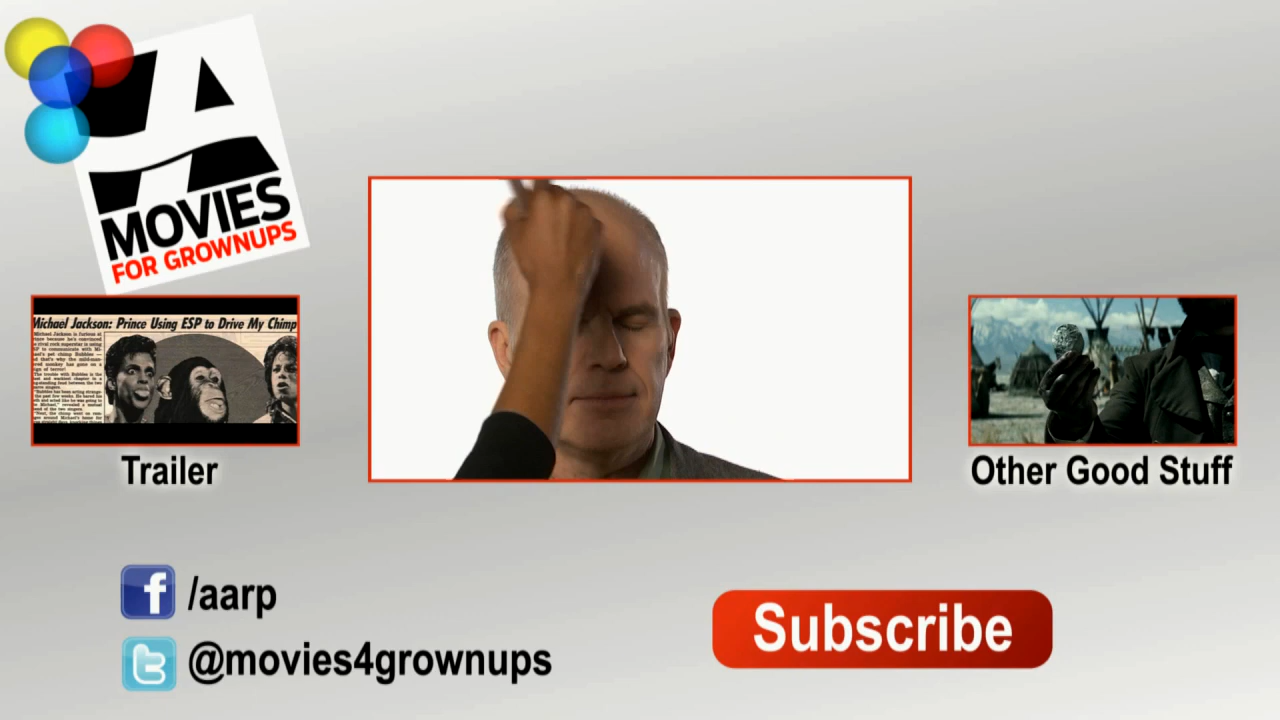 MOVIES
FOR GROWNUPS
Michael Jackson: Prince Using ESP to Drive My Chimp
Trailer
Other Good Stuff
f /aarp
t @movies4grownups
Subscribe